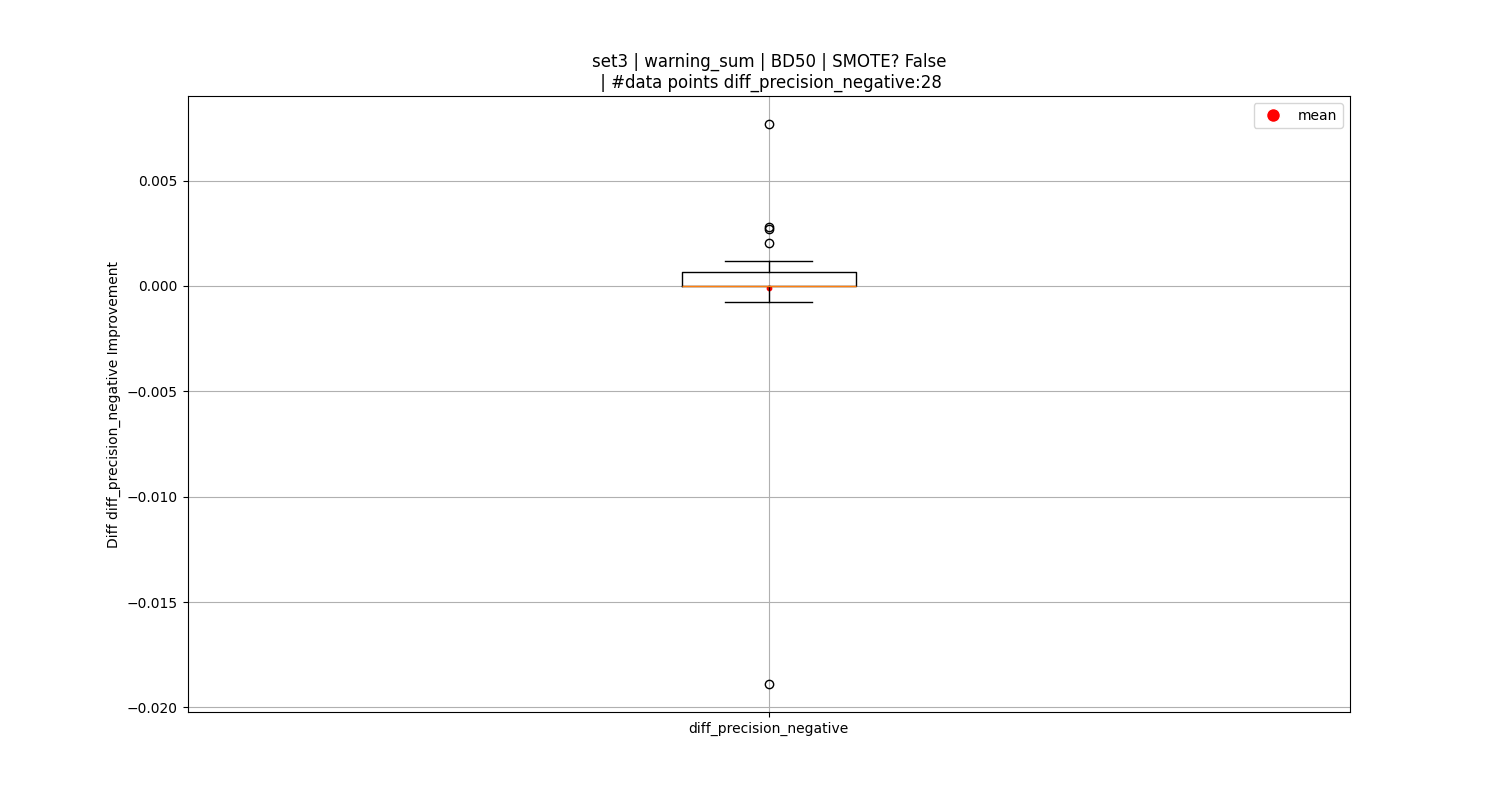 set3 | warning_sum | BD50 | SMOTE? False
| #data points diff_precision_negative:28
mean
0.005
0.000
−0.005
−0.010
−0.015
−0.020
Diff diff_precision_negative Improvement
diff_precision_negative